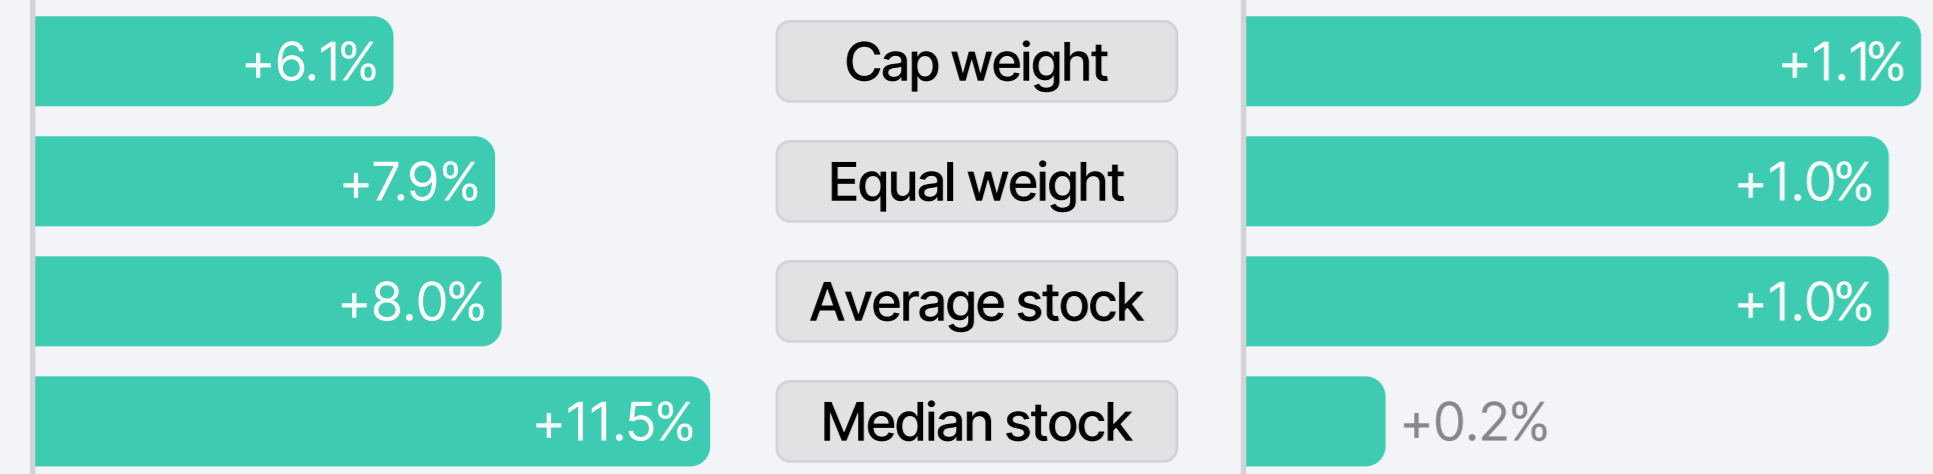 +6.1% Cap weight +1.1%
+7.9% Equal weight +1.0%
+8.0% Average stock +1.0%
+11.5% Median stock +0.2%